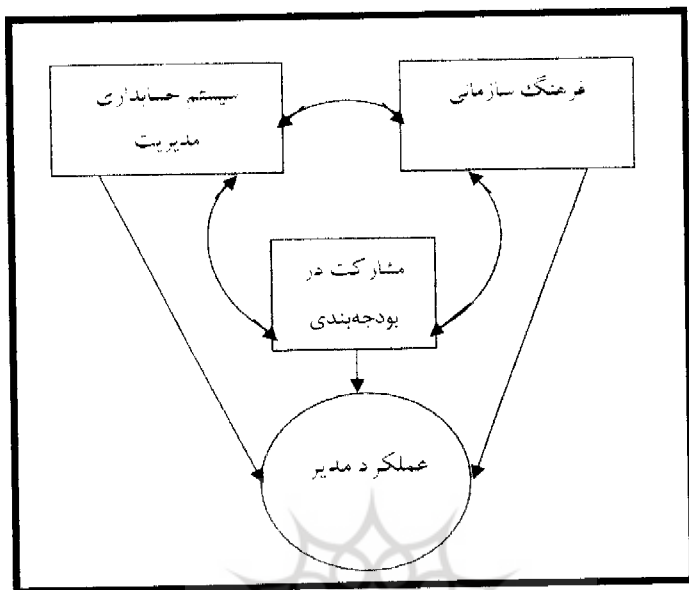 فرهنگ سازمانی
سیستم حسابداری
مدیریت
مشارکت در
بودجه‌بندی
عملکرد مدیر